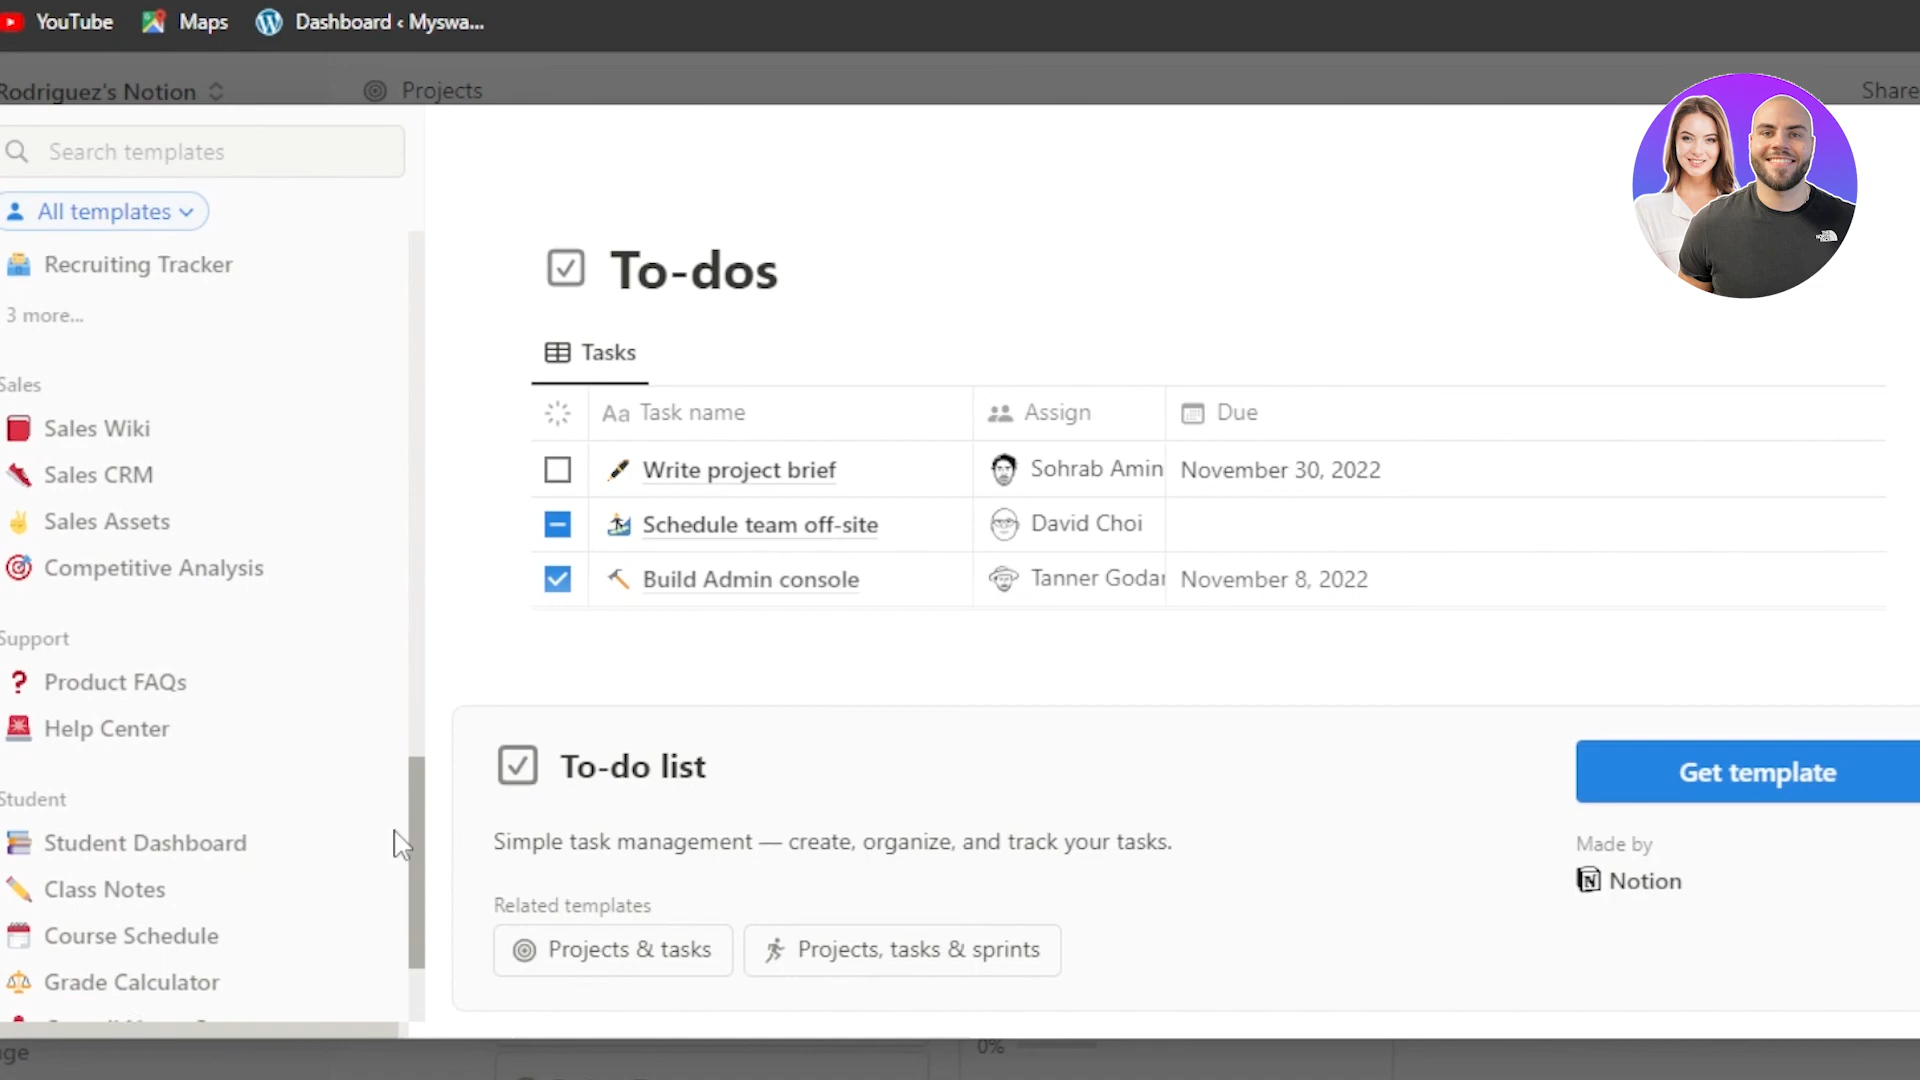 YouTube
Maps
Dashboard ‹ Myswa...
Rodriguez's Notion
Projects
Share
Search templates
All templates
Recruiting Tracker
3 more...
Sales
Sales Wiki
Sales CRM
Sales Assets
Competitive Analysis
Support
Product FAQs
Help Center
Student
Student Dashboard
Class Notes
Course Schedule
Grade Calculator
To-dos
Tasks
Aa Task name
Assign
Due
Write project brief
Sohrab Amin
November 30, 2022
Schedule team off-site
David Choi
Build Admin console
Tanner Godar
November 8, 2022
To-do list
Simple task management — create, organize, and track your tasks.
Related templates
Projects & tasks
Projects, tasks & sprints
Get template
Made by
Notion
0%